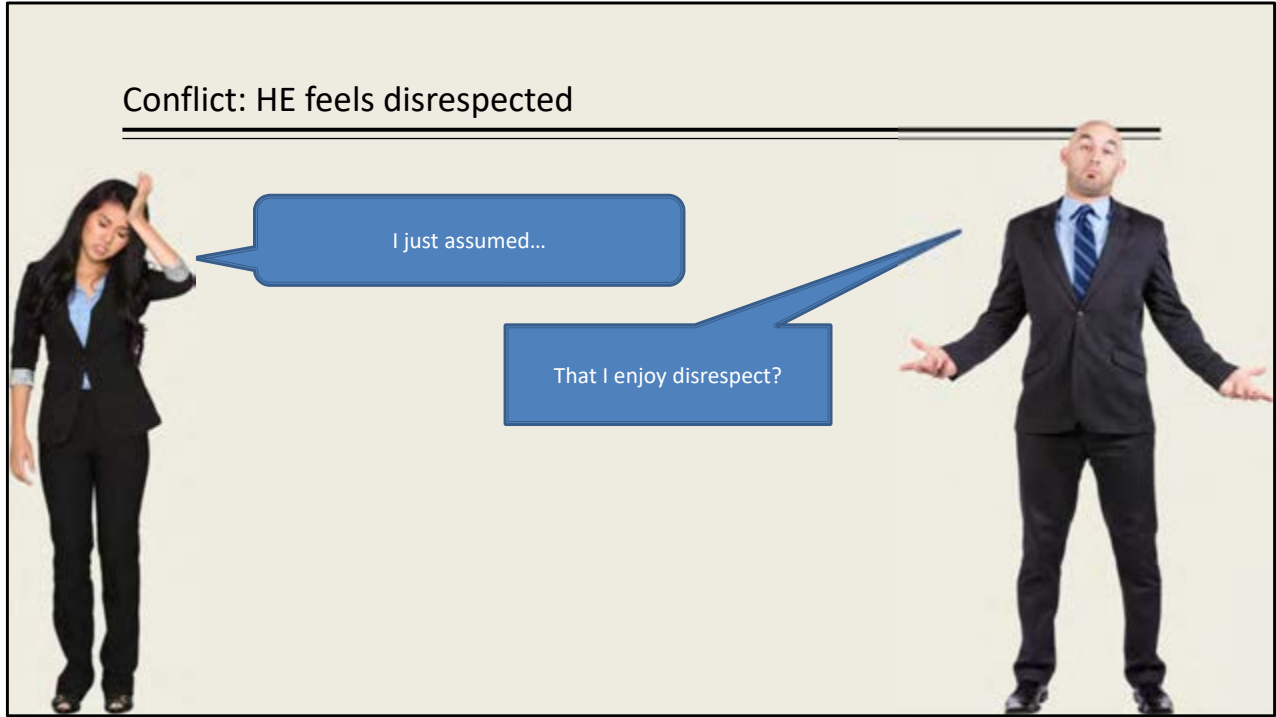 Conflict: HE feels disrespected
I just assumed…
That I enjoy disrespect?